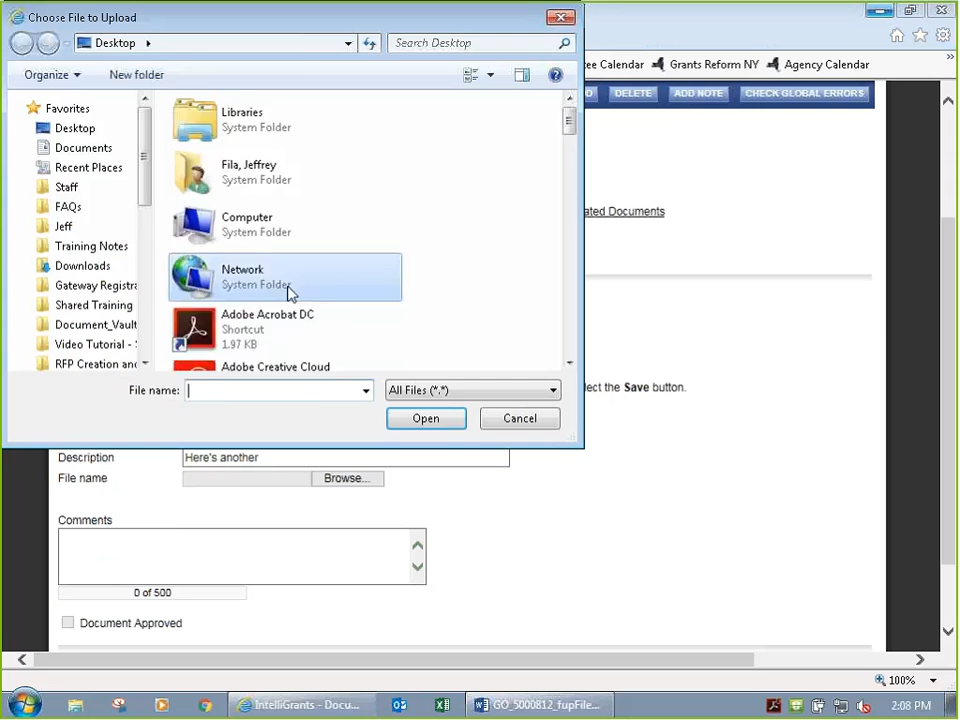 Choose File to Upload
Desktop
Search Desktop
ee Calendar
Grants Reform NY
Agency Calendar
Organize
New folder
DELETE
ADD NOTE
CHECK GLOBAL ERRORS
Favorites
Desktop
Documents
Recent Places
Staff
FAQs
Jeff
Training Notes
Downloads
Gateway Registra
Shared Training
Document_Vault
Video Tutorial - S
RFP Creation and
Libraries
System Folder
Fila, Jeffrey
System Folder
Computer
System Folder
Network
System Folder
Adobe Acrobat DC
Shortcut
1.97 KB
Adobe Creative Cloud
ated Documents
File name:
All Files (*.*)
Open
Cancel
lect the Save button.
Description
Here's another
File name
Browse...
Comments
0 of 500
Document Approved
100%
IntelliGrants - Docu...
GO_5000812_fupFile...
2:08 PM